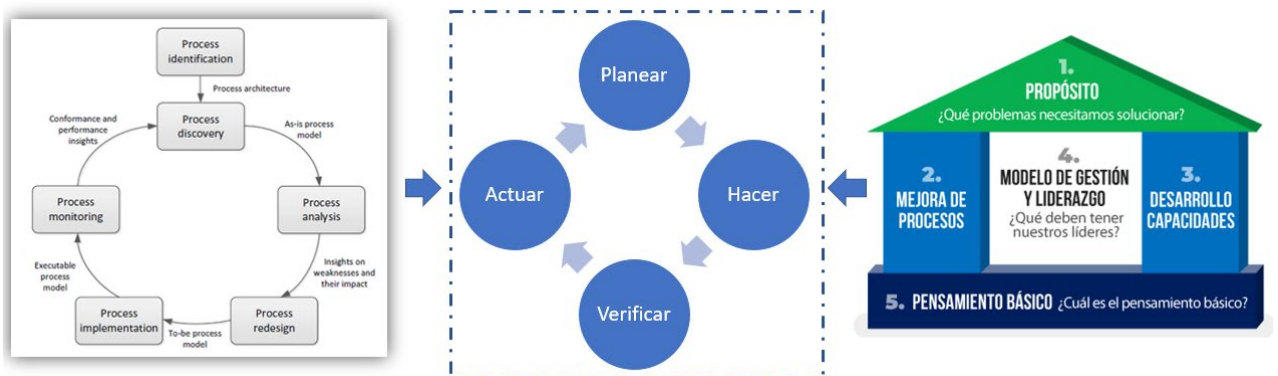 Process
identification
Process architecture
Process
discovery
Conformance and
performance
insights
As-is process
model
Process
monitoring
Process
analysis
Executable
process
model
Insights on
weaknesses and
their impact
Process
implementation
Process
redesign
To-be process
model
Planear
Actuar
Hacer
Verificar
1.
PROPÓSITO
¿Qué problemas necesitamos solucionar?
2.
MEJORA DE
PROCESOS
4.
MODELO DE GESTIÓN
Y LIDERAZGO
¿Qué deben tener
nuestros líderes?
3.
DESARROLLO
CAPACIDADES
5. PENSAMIENTO BÁSICO ¿Cuál es el pensamiento básico?